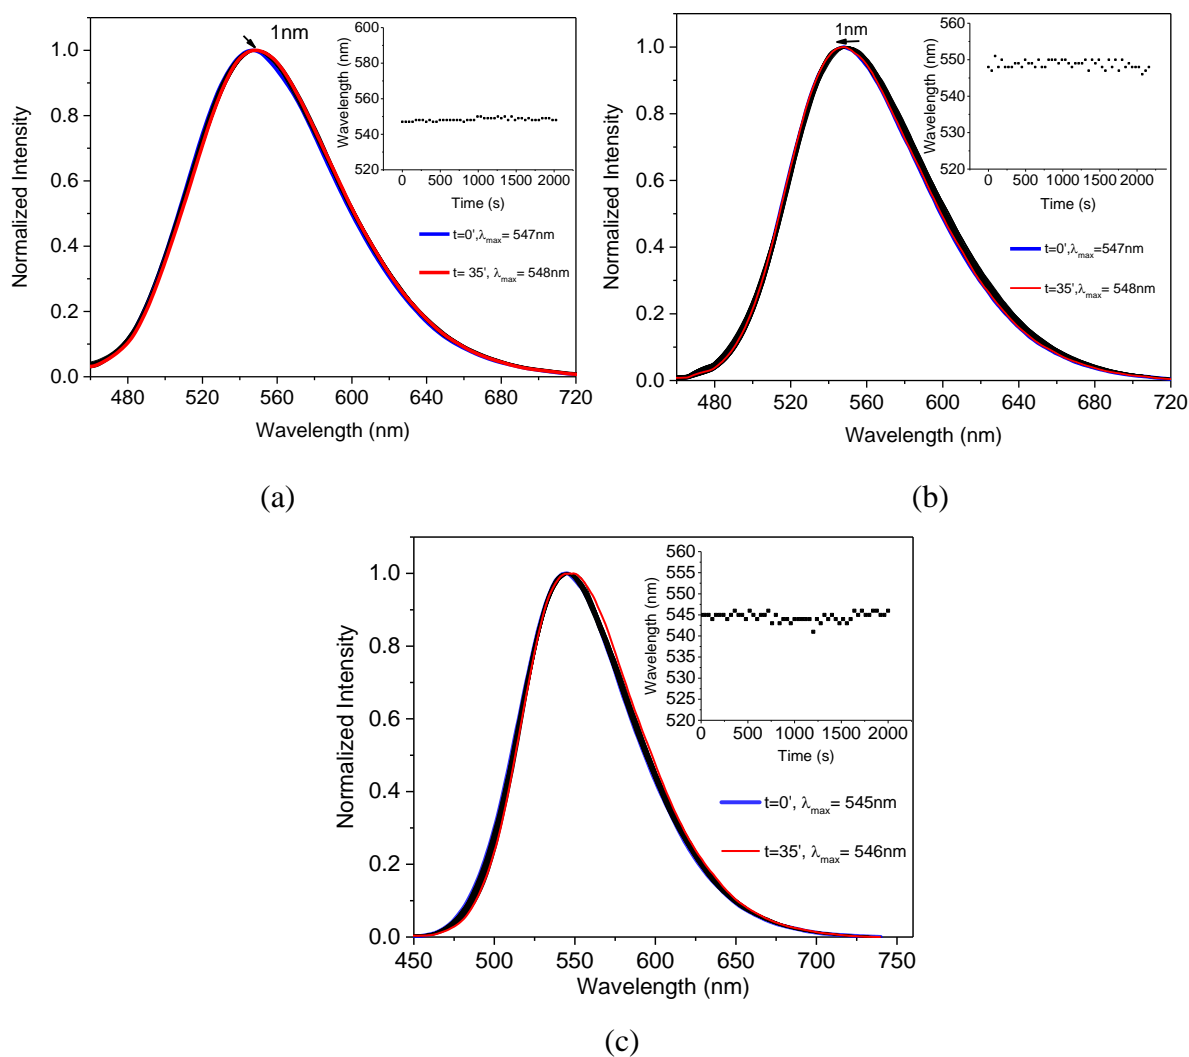 1nm
1.0
0.8
0.6
0.4
0.2
0.0
Normalized Intensity
480 520 560 600 640 680 720
Wavelength (nm)
600
580
560
540
520
Wavelength (nm)
0 500 1000 1500 2000
Time (s)
t=0',λmax= 547nm
t= 35', λmax= 548nm
(a)
1nm
1.0
0.8
0.6
0.4
0.2
0.0
Normalized Intensity
480 520 560 600 640 680 720
Wavelength (nm)
560
550
540
530
520
Wavelength (nm)
0 500 1000 1500 2000
Time (s)
t=0',λmax=547nm
t=35',λmax= 548nm
(b)
1.0
0.8
0.6
0.4
0.2
0.0
Normalized Intensity
450 500 550 600 650 700 750
Wavelength (nm)
560
555
550
545
540
535
530
525
520
Wavelength (nm)
0 500 1000 1500 2000
Time (s)
t=0', λmax= 545nm
t=35', λmax= 546nm
(c)